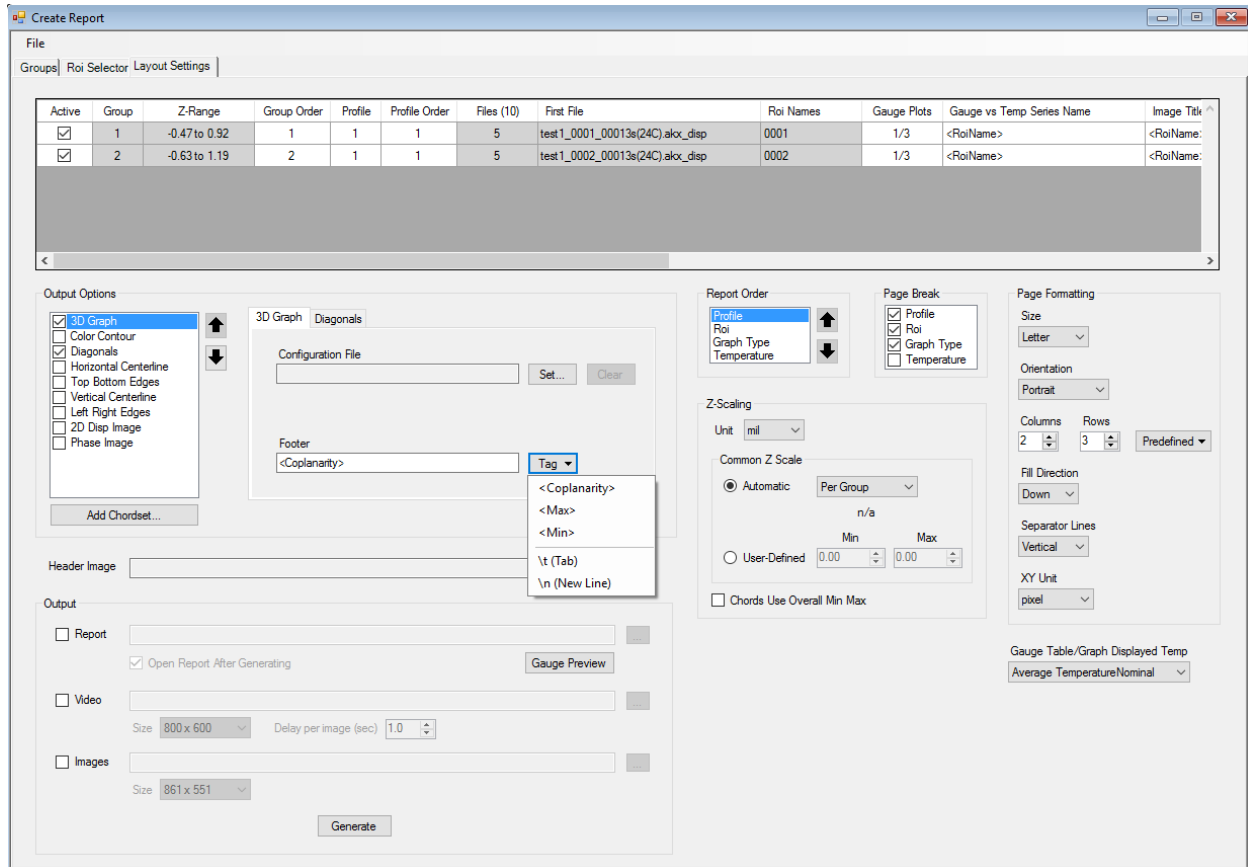 Create Report
File
Groups Roi Selector Layout Settings
Active Group Z-Range Group Order Profile Profile Order Files (10) First File Roi Names Gauge Plots Gauge vs Temp Series Name Image Title
1 -0.47 to 0.92 1 1 1 5 test1_0001_00013s(24C).akx_disp 0001 1/3 <RoiName> <RoiName>
2 -0.63 to 1.19 2 1 1 5 test1_0002_00013s(24C).akx_disp 0002 1/3 <RoiName> <RoiName>
Output Options
3D Graph
Color Contour
Diagonals
Horizontal Centerline
Top Bottom Edges
Vertical Centerline
Left Right Edges
2D Disp Image
Phase Image
Add Chordset...
3D Graph Diagonals
Configuration File
Set... Clear
Footer
<Coplanarity> Tag
<Coplanarity>
<Max>
<Min>
\t (Tab)
\n (New Line)
Header Image
Output
Report ...
Open Report After Generating Gauge Preview
Video ...
Size 800 x 600 Delay per image (sec) 1.0
Images ...
Size 861 x 551
Generate
Report Order
Profile
Roi
Graph Type
Temperature
Page Break
Profile
Roi
Graph Type
Temperature
Z-Scaling
Unit mil
Common Z Scale
Automatic Per Group
n/a
Min Max
User-Defined 0.00 0.00
Chords Use Overall Min Max
Page Formatting
Size
Letter
Orientation
Portrait
Columns Rows
2 3 Predefined
Fill Direction
Down
Separator Lines
Vertical
XY Unit
pixel
Gauge Table/Graph Displayed Temp
Average TemperatureNominal